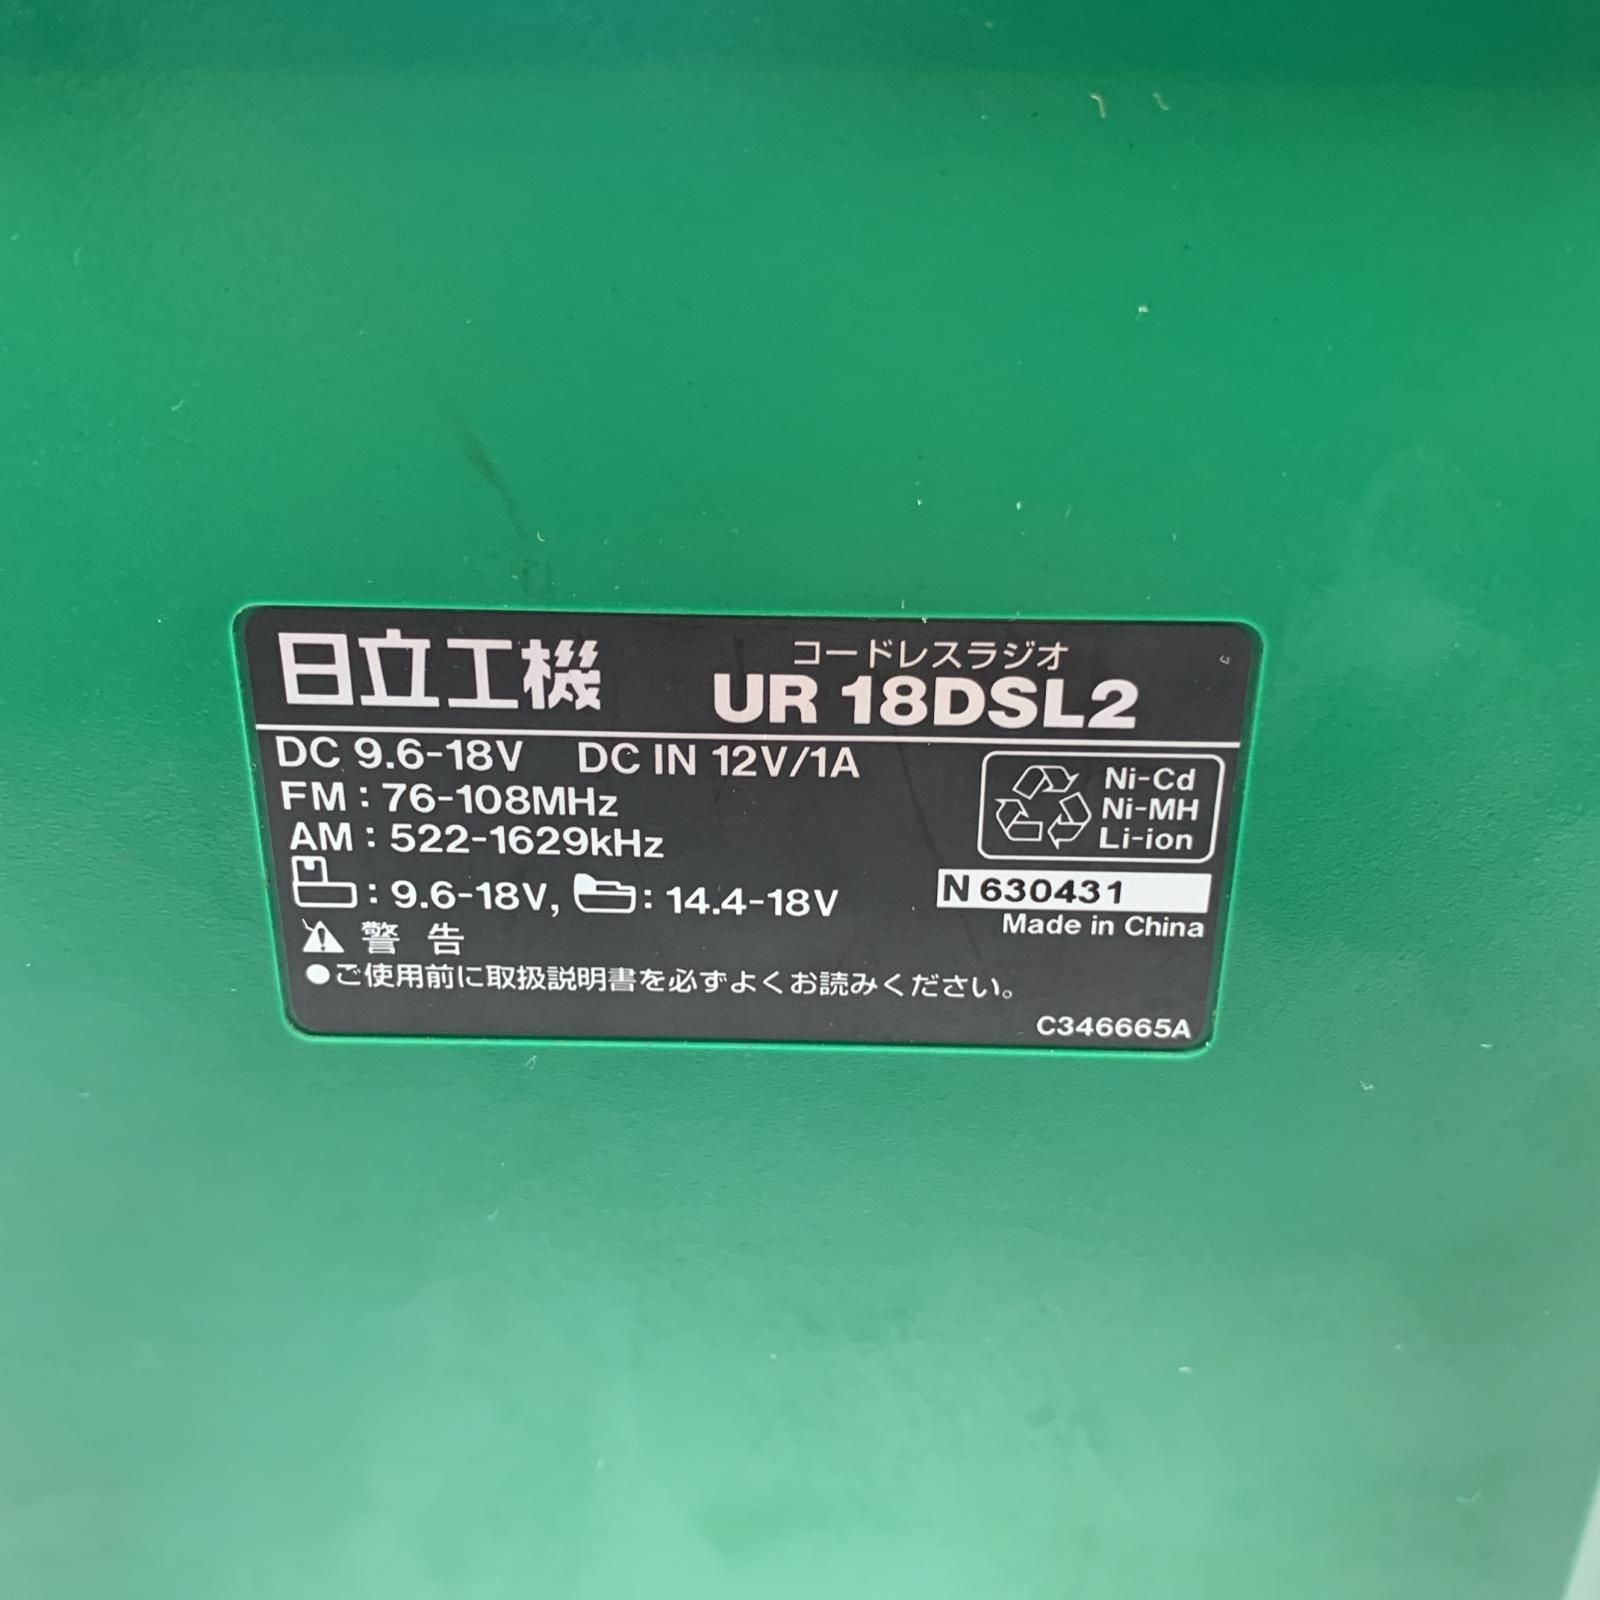 日立工機
コードレスラジオ
UR 18DSL2
DC 9.6-18V DC IN 12V/1A
FM : 76-108MHz
AM : 522-1629kHz
: 9.6-18V, : 14.4-18V
Ni-Cd
Ni-MH
Li-ion
N 630431
Made in China
警 告
●ご使用前に取扱説明書を必ずよくお読みください。
C346665A